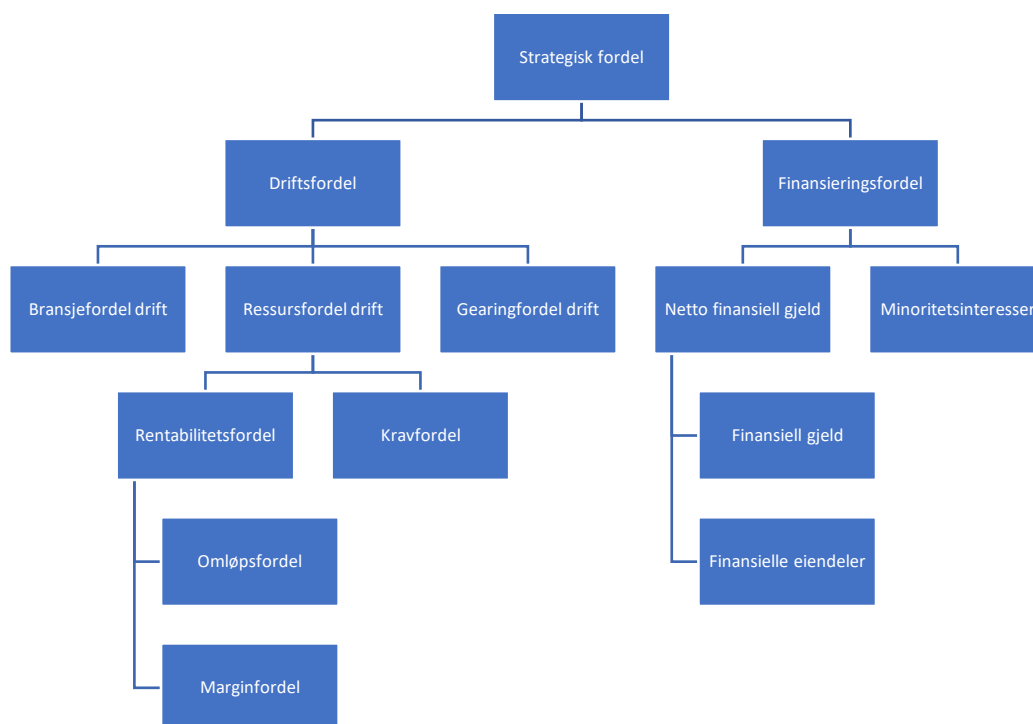 Strategisk fordel
Driftsfordel
Finansieringsfordel
Bransjefordel drift
Ressursfordel drift
Gearingfordel drift
Netto finansiell gjeld
Minoritetsinteresser
Rentabilitetsfordel
Kravfordel
Finansiell gjeld
Omløpsfordel
Finansielle eiendeler
Marginfordel